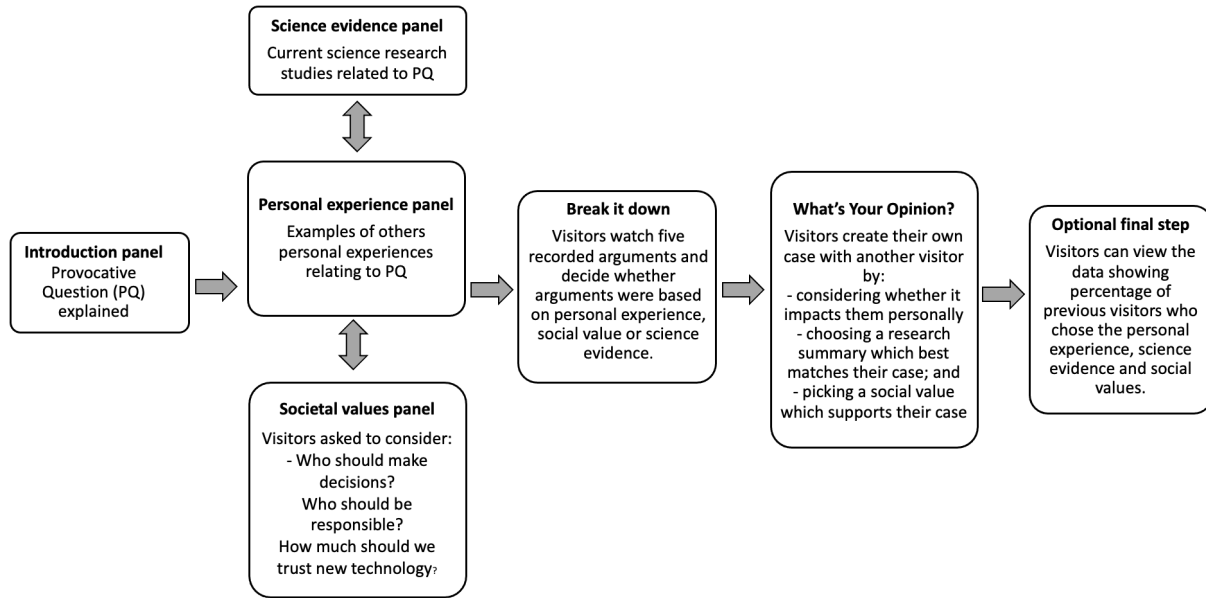 Science evidence panel
Current science research
studies related to PQ
Introduction panel
Provocative
Question (PQ)
explained
Personal experience panel
Examples of others
personal experiences
relating to PQ
Societal values panel
Visitors asked to consider:
- Who should make
decisions?
Who should be
responsible?
How much should we
trust new technology?
Break it down
Visitors watch five
recorded arguments and
decide whether
arguments were based
on personal experience,
social value or science
evidence.
What’s Your Opinion?
Visitors create their own
case with another visitor
by:
- considering whether it
impacts them personally
- choosing a research
summary which best
matches their case; and
- picking a social value
which supports their case
Optional final step
Visitors can view the
data showing
percentage of
previous visitors who
chose the personal
experience, science
evidence and social
values.